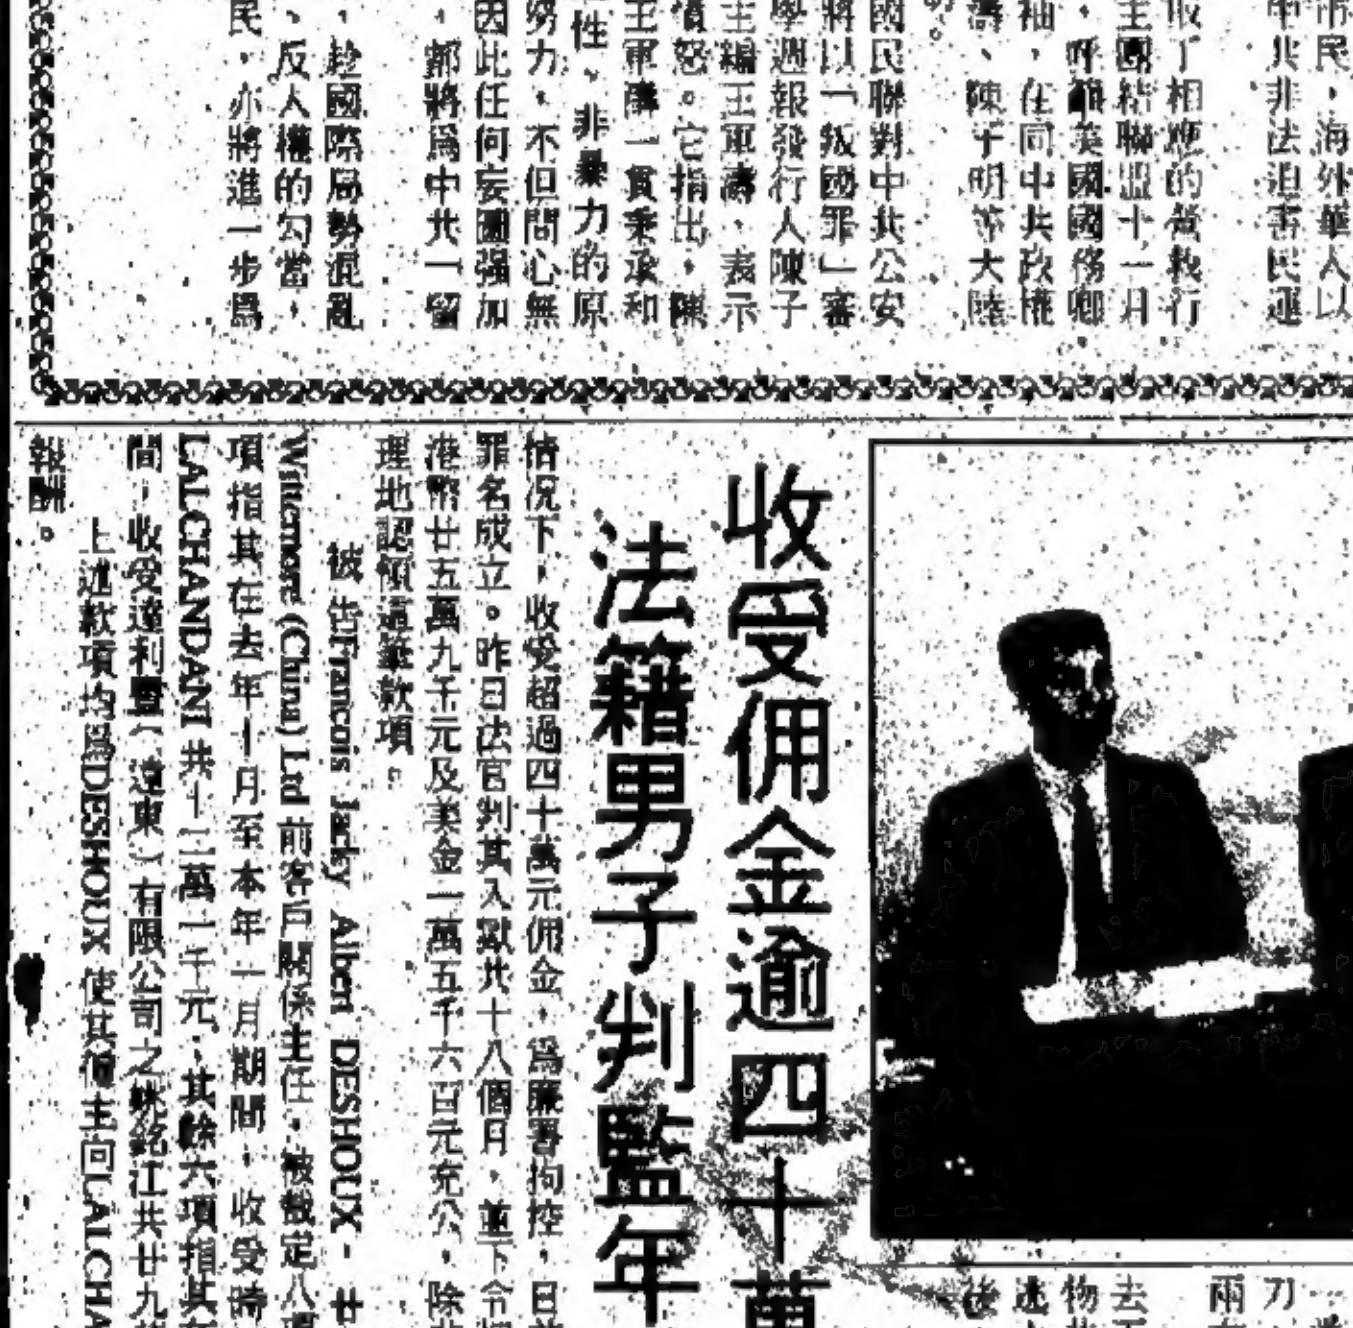 市民，海外華人以
中共非法迫害民運
取了相應的營救行
主團結聯盟十一月
，呼籲英國國務卿
袖，在同中共政權
濤、陳子明等大陸
國民聯對中共公安
將以「叛國罪」審
學週報發行人陳子
主編王軍濤，表示
憤怒。它指出，陳
王軍濤一貫秉承和
性，非暴力的原
努力，不但問心無
因此任何妄圖强加
，都將爲中共一留
，趁國際局勢混亂
、反人權的勾當，
民，亦將進一步爲
收受佣金逾四十萬
法籍男子判監年
情况下，收受超過四十萬元佣金，爲廉署拘控，日
罪名成立。昨日法官判其入獄共十八個月，並下令
港幣廿五萬九千元及美金一萬五千六百元充公，除
理地認領這筆款項。
被告Francois Jacky Albert DESHOUX，廿
(China) Ltd 前客戶關係主任，被裁定八項
項指其在去年十月至本年一月期間，收受時
LALCHANDANI 共十二萬一千元，其餘六項指其在
間，收受達利豐（遠東）有限公司之姚銘江共廿九
上述款項均爲DESHOUX 使其僱主向LALCHA
報酬。
刀
兩
去
物
逃
後